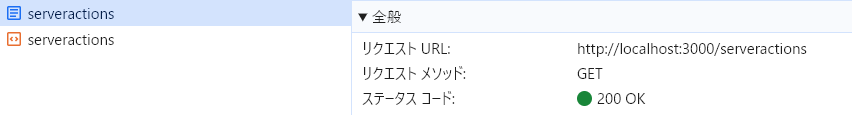 serveractions
serveractions
▼全般
リクエスト URL: http://localhost:3000/serveractions
リクエスト メソッド: GET
ステータス コード: 200 OK